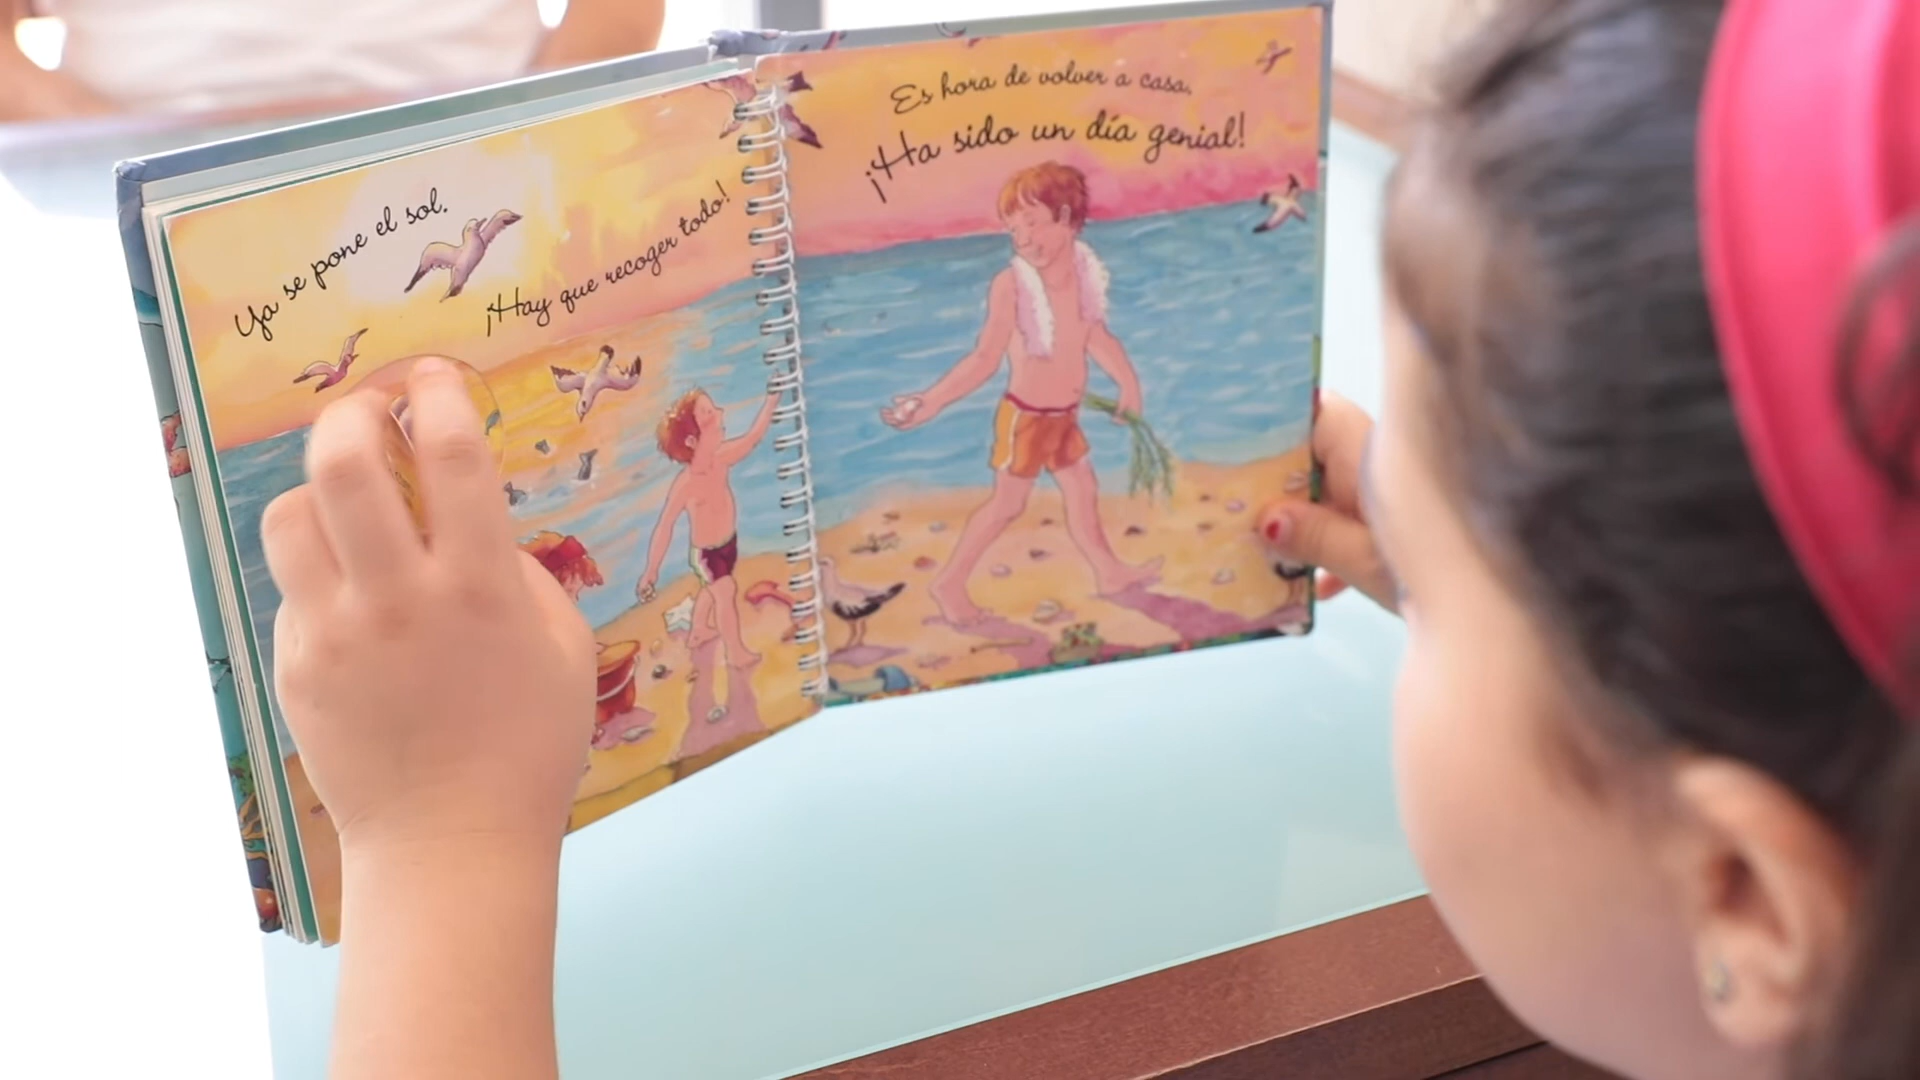 Ya se pone el sol.
¡Hay que recoger todo!
Es hora de volver a casa.
¡Ha sido un día genial!